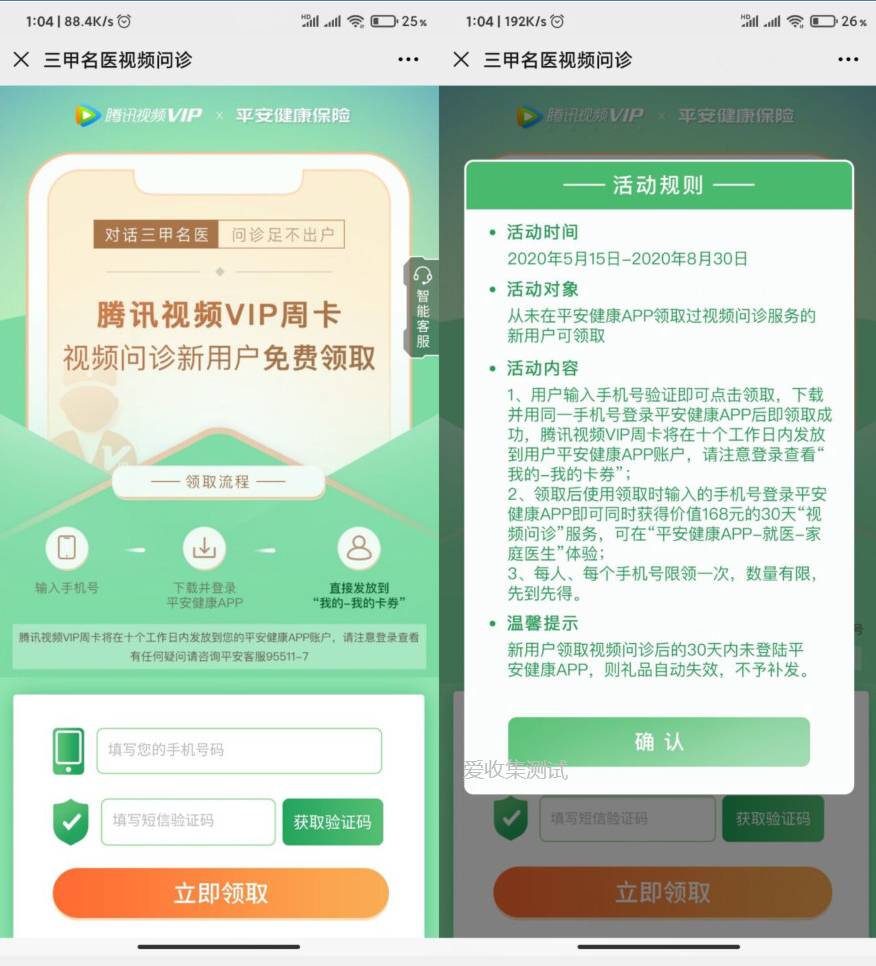 1:04 | 88.4K/s
HD
25%
三甲名医视频问诊
腾讯视频VIP × 平安健康保险
对话三甲名医 问诊足不出户
腾讯视频VIP周卡
视频问诊新用户免费领取
智能客服
领取流程
输入手机号
下载并登录
平安健康APP
直接发放到
“我的-我的卡券”
腾讯视频VIP周卡将在十个工作日内发放到您的平安健康APP账户，请注意登录查看
有任何疑问请咨询平安客服95511-7
填写您的手机号码
填写短信验证码
获取验证码
立即领取
1:04 | 192K/s
HD
26%
三甲名医视频问诊
腾讯视频VIP × 平安健康保险
活动规则
• 活动时间
2020年5月15日-2020年8月30日
• 活动对象
从未在平安健康APP领取过视频问诊服务的
新用户可领取
• 活动内容
1、用户输入手机号验证即可点击领取，下载
并用同一手机号登录平安健康APP后即领取成
功，腾讯视频VIP周卡将在十个工作日内发放
到用户平安健康APP账户，请注意登录查看“
我的-我的卡券”；
2、领取后使用领取时输入的手机号登录平安
健康APP即可同时获得价值168元的30天“视
频问诊”服务，可在“平安健康APP-就医-家
庭医生”体验；
3、每人、每个手机号限领一次，数量有限，
先到先得。
• 温馨提示
新用户领取视频问诊后的30天内未登陆平
安健康APP，则礼品自动失效，不予补发。
确认
爱收集测试
号
填写短信验证码
获取验证码
立即领取